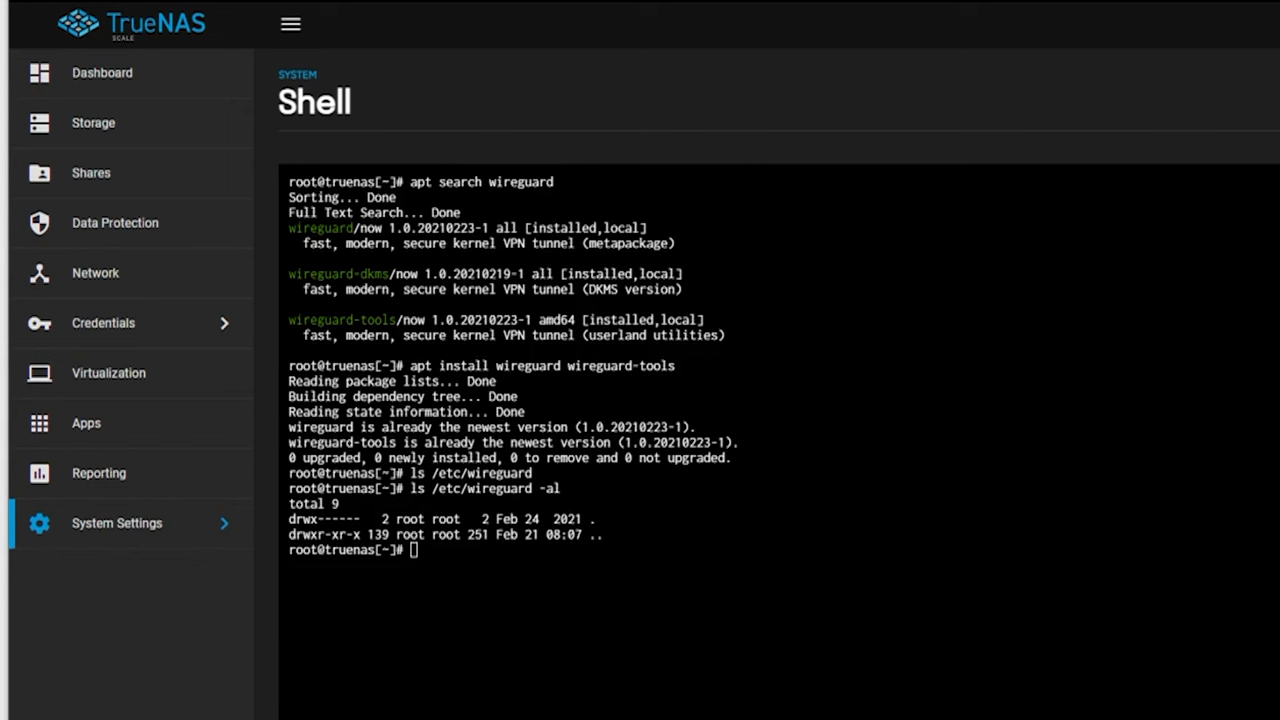 TrueNAS
SCALE
Dashboard
Storage
Shares
Data Protection
Network
Credentials
Virtualization
Apps
Reporting
System Settings
SYSTEM
Shell
root@truenas[~]# apt search wireguard
Sorting... Done
Full Text Search... Done
wireguard/now 1.0.20210223-1 all [installed,local]
  fast, modern, secure kernel VPN tunnel (metapackage)
wireguard-dkms/now 1.0.20210219-1 all [installed,local]
  fast, modern, secure kernel VPN tunnel (DKMS version)
wireguard-tools/now 1.0.20210223-1 amd64 [installed,local]
  fast, modern, secure kernel VPN tunnel (userland utilities)
root@truenas[~]# apt install wireguard wireguard-tools
Reading package lists... Done
Building dependency tree... Done
Reading state information... Done
wireguard is already the newest version (1.0.20210223-1).
wireguard-tools is already the newest version (1.0.20210223-1).
0 upgraded, 0 newly installed, 0 to remove and 0 not upgraded.
root@truenas[~]# ls /etc/wireguard
root@truenas[~]# ls /etc/wireguard -al
total 9
drwx------   2 root root   2 Feb 24  2021 .
drwxr-xr-x 139 root root 251 Feb 21 08:07 ..
root@truenas[~]#